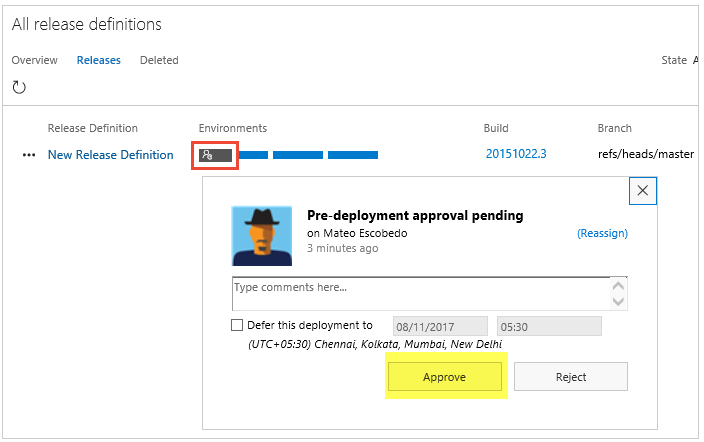 All release definitions
Overview Releases Deleted State A
Release Definition Environments Build Branch
New Release Definition 20151022.3 refs/heads/master
Pre-deployment approval pending
on Mateo Escobedo (Reassign)
3 minutes ago
Type comments here...
Defer this deployment to 08/11/2017 05:30
(UTC+05:30) Chennai, Kolkata, Mumbai, New Delhi
Approve Reject